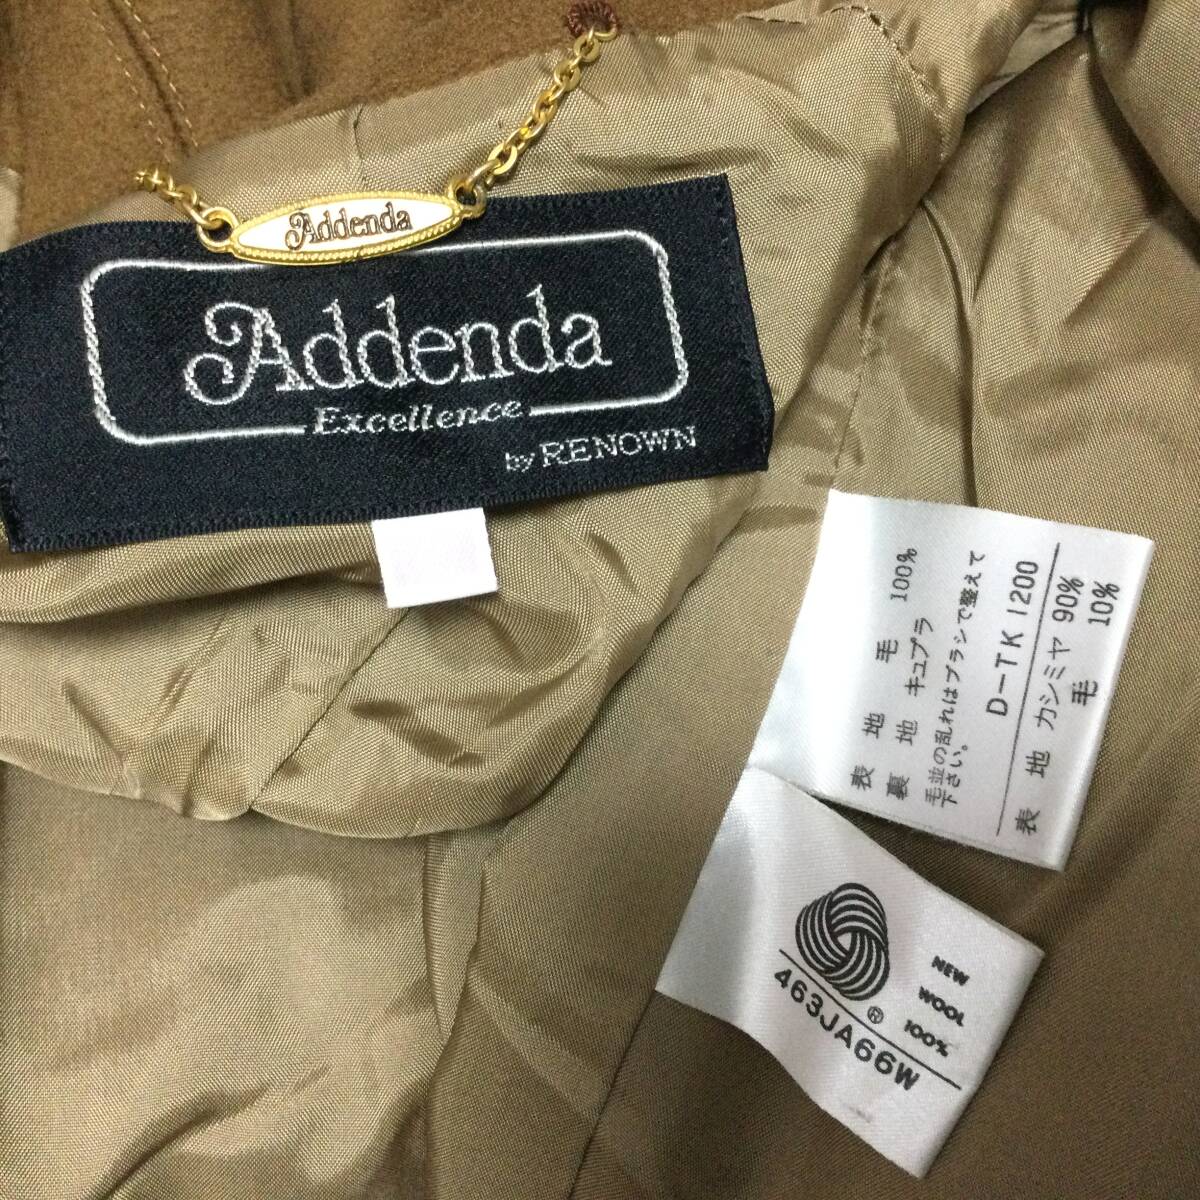 Addenda
Addenda
Excellence
by RENOWN
表 地 毛 100%
裏 地 キュプラ
毛並の乱れはブラシで整えて
下さい。
D-TK 1200
表 地 カシミヤ 90%
毛 10%
NEW
WOOL
100%
®
463JA66W